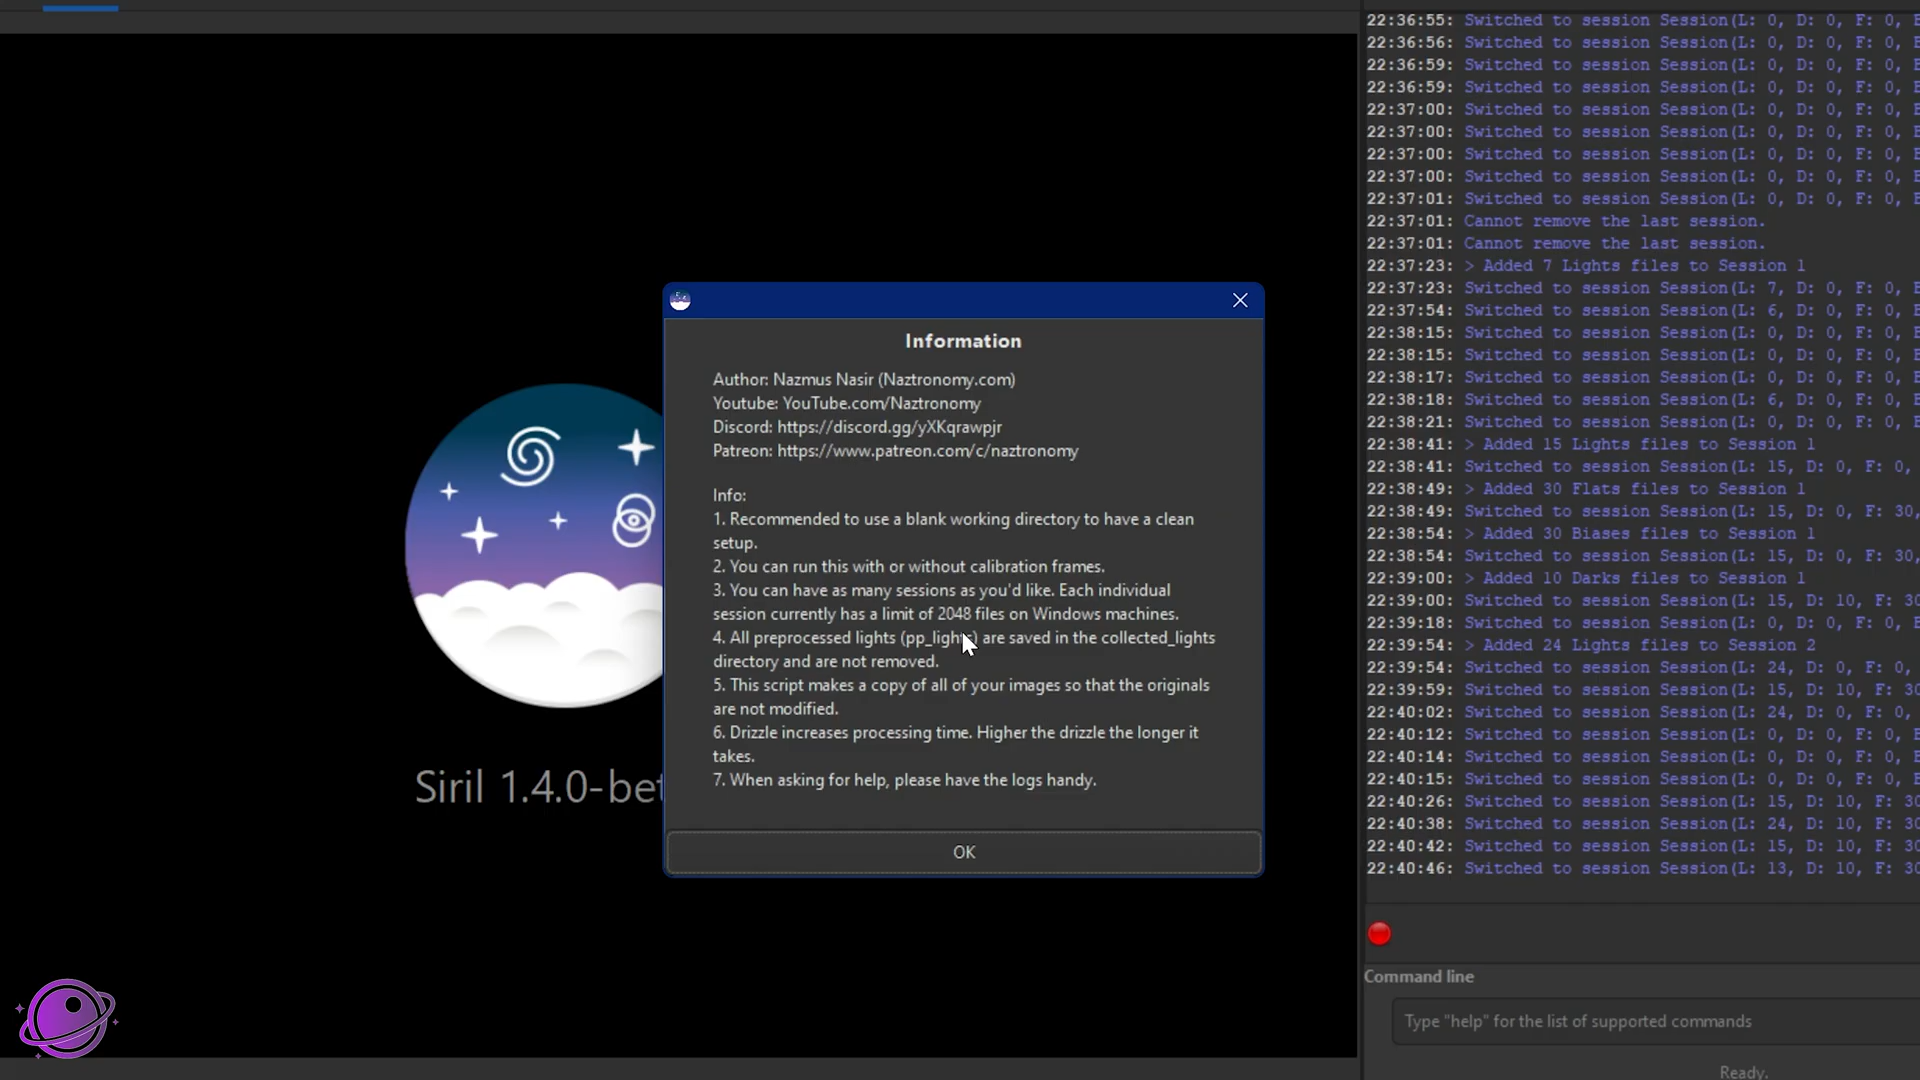 Information
Author: Nazmus Nasir (Naztronomy.com)
Youtube: YouTube.com/Naztronomy
Discord: https://discord.gg/yXKqrawpjr
Patreon: https://www.patreon.com/c/naztronomy
Info:
1. Recommended to use a blank working directory to have a clean
setup.
2. You can run this with or without calibration frames.
3. You can have as many sessions as you'd like. Each individual
session currently has a limit of 2048 files on Windows machines.
4. All preprocessed lights (pp_lights) are saved in the collected_lights
directory and are not removed.
5. This script makes a copy of all of your images so that the originals
are not modified.
6. Drizzle increases processing time. Higher the drizzle the longer it
takes.
7. When asking for help, please have the logs handy.
OK
Siril 1.4.0-bet
22:36:55: Switched to session Session(L: 0, D: 0, F: 0, B
22:36:56: Switched to session Session(L: 0, D: 0, F: 0, B
22:36:59: Switched to session Session(L: 0, D: 0, F: 0, B
22:36:59: Switched to session Session(L: 0, D: 0, F: 0, B
22:37:00: Switched to session Session(L: 0, D: 0, F: 0, B
22:37:00: Switched to session Session(L: 0, D: 0, F: 0, B
22:37:00: Switched to session Session(L: 0, D: 0, F: 0, B
22:37:00: Switched to session Session(L: 0, D: 0, F: 0, B
22:37:01: Switched to session Session(L: 0, D: 0, F: 0, B
22:37:01: Cannot remove the last session.
22:37:01: Cannot remove the last session.
22:37:23: > Added 7 Lights files to Session 1
22:37:23: Switched to session Session(L: 7, D: 0, F: 0, B
22:37:54: Switched to session Session(L: 6, D: 0, F: 0, B
22:38:15: Switched to session Session(L: 0, D: 0, F: 0, B
22:38:15: Switched to session Session(L: 0, D: 0, F: 0, B
22:38:17: Switched to session Session(L: 0, D: 0, F: 0, B
22:38:18: Switched to session Session(L: 6, D: 0, F: 0, B
22:38:21: Switched to session Session(L: 0, D: 0, F: 0, B
22:38:41: > Added 15 Lights files to Session 1
22:38:41: Switched to session Session(L: 15, D: 0, F: 0,
22:38:49: > Added 30 Flats files to Session 1
22:38:49: Switched to session Session(L: 15, D: 0, F: 30,
22:38:54: > Added 30 Biases files to Session 1
22:38:54: Switched to session Session(L: 15, D: 0, F: 30,
22:39:00: > Added 10 Darks files to Session 1
22:39:00: Switched to session Session(L: 15, D: 10, F: 30
22:39:18: Switched to session Session(L: 0, D: 0, F: 0, B
22:39:54: > Added 24 Lights files to Session 2
22:39:54: Switched to session Session(L: 24, D: 0, F: 0,
22:39:59: Switched to session Session(L: 15, D: 10, F: 30
22:40:02: Switched to session Session(L: 24, D: 0, F: 0,
22:40:12: Switched to session Session(L: 0, D: 0, F: 0, B
22:40:14: Switched to session Session(L: 0, D: 0, F: 0, B
22:40:15: Switched to session Session(L: 0, D: 0, F: 0, B
22:40:26: Switched to session Session(L: 15, D: 10, F: 30
22:40:38: Switched to session Session(L: 24, D: 10, F: 30
22:40:42: Switched to session Session(L: 15, D: 10, F: 30
22:40:46: Switched to session Session(L: 13, D: 10, F: 30
Command line
Type "help" for the list of supported commands
Ready.